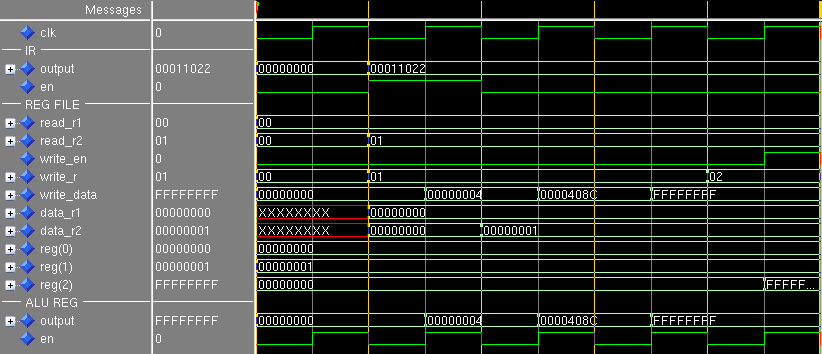 Messages
clk 0
IR
output 00011022 00000000 00011022
en 0
REG FILE
read_r1 00 00
read_r2 01 00 01
write_en 0
write_r 01 00 01 02
write_data FFFFFFFF 00000000 00000004 0000408C FFFFFFFF
data_r1 00000000 XXXXXXXX 00000000
data_r2 00000001 XXXXXXXX 00000000 00000001
reg(0) 00000000 00000000
reg(1) 00000001 00000001
reg(2) FFFFFFFF 00000000 FFFFF...
ALU REG
output FFFFFFFF 00000000 00000004 0000408C FFFFFFFF
en 0